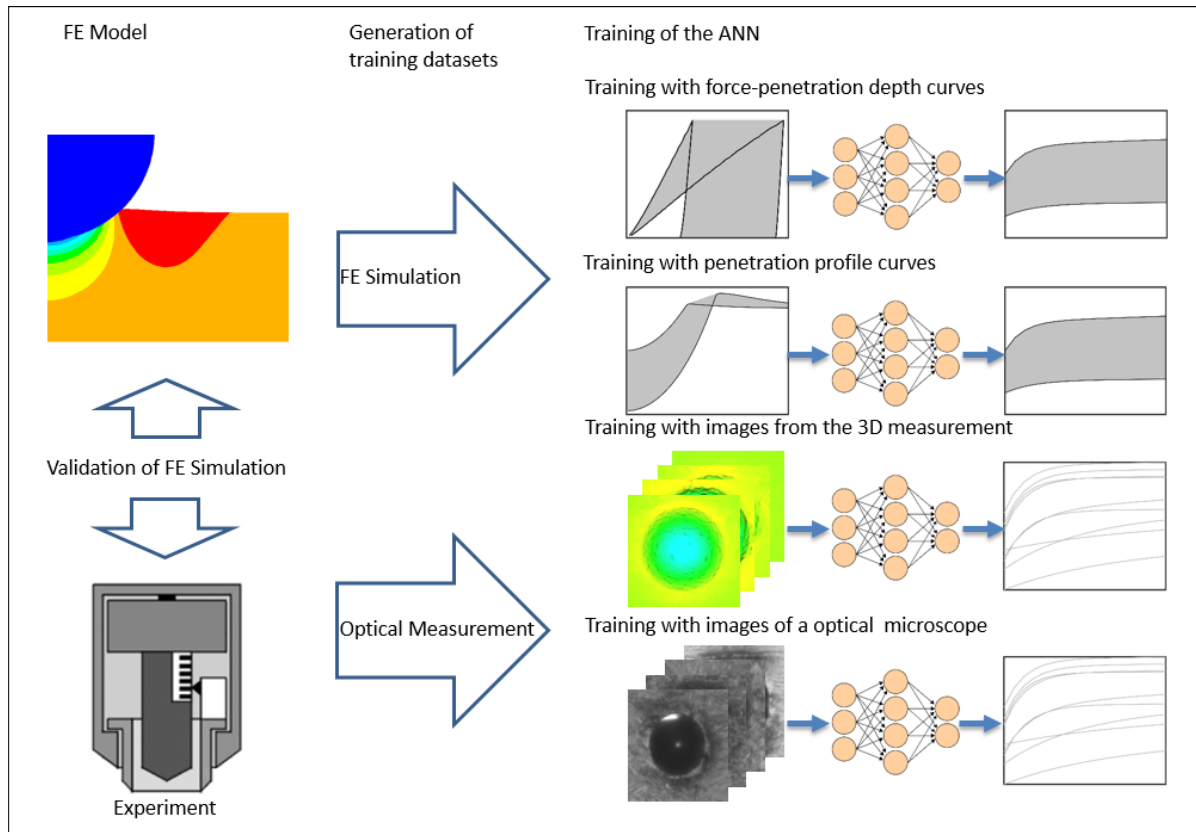 FE Model
Generation of
training datasets
Training of the ANN
Training with force-penetration depth curves
FE Simulation
Training with penetration profile curves
Validation of FE Simulation
Training with images from the 3D measurement
Optical Measurement
Training with images of a optical microscope
Experiment